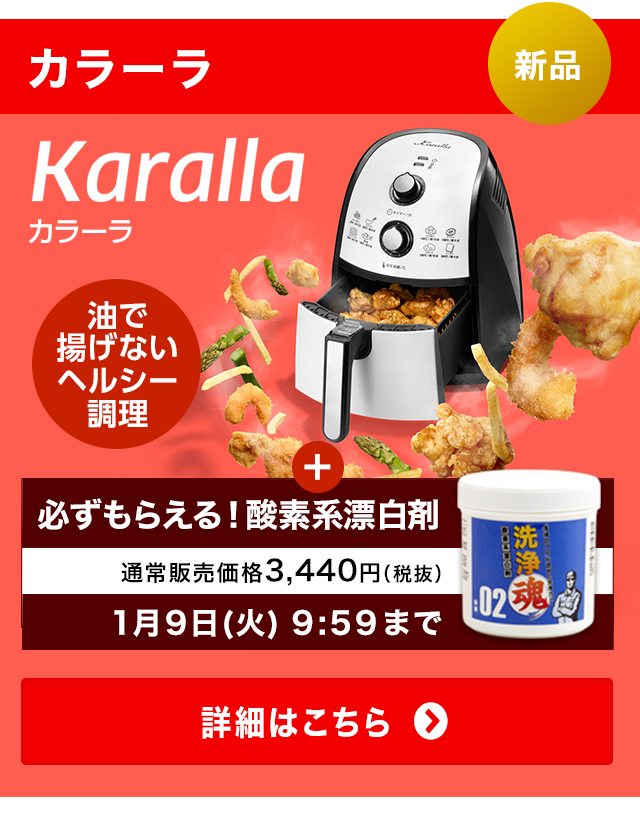 カラーラ
新品
Karalla
カラーラ
Karalla
油で
揚げない
ヘルシー
調理
+
必ずもらえる！酸素系漂白剤
通常販売価格3,440円(税抜)
1月9日(火) 9:59まで
洗浄
魂
02
詳細はこちら